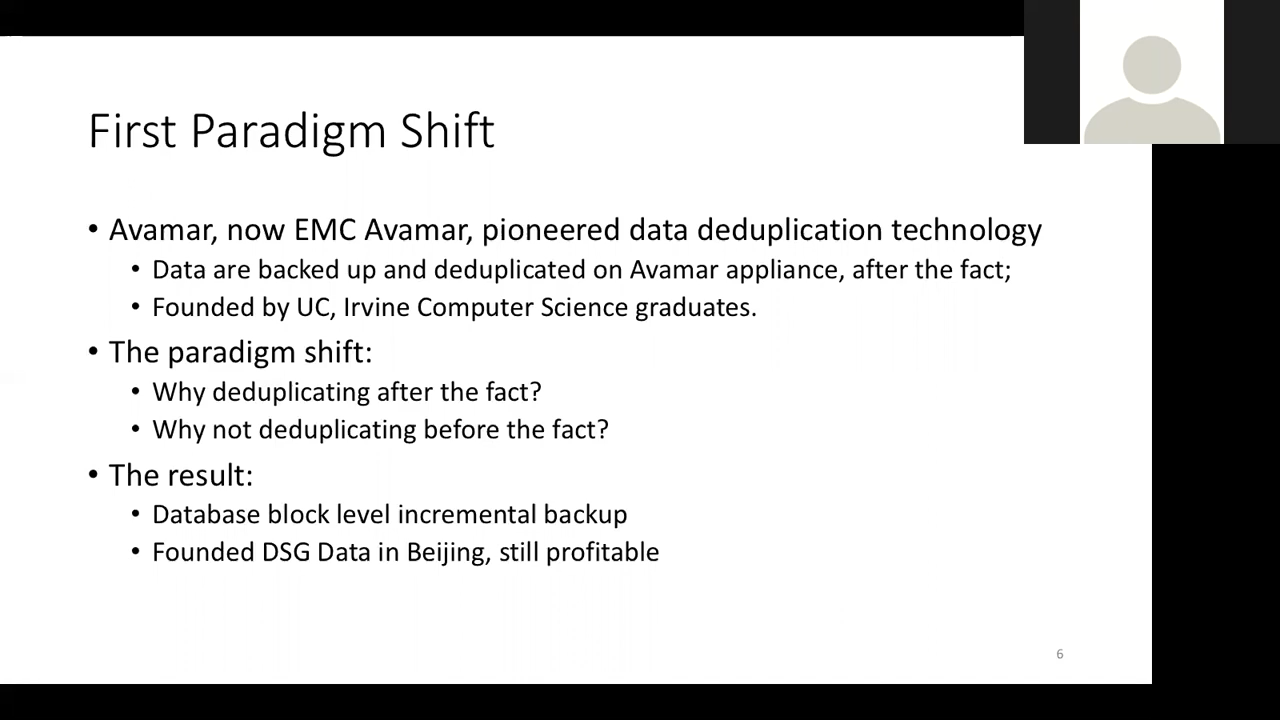 First Paradigm Shift
• Avamar, now EMC Avamar, pioneered data deduplication technology
• Data are backed up and deduplicated on Avamar appliance, after the fact;
• Founded by UC, Irvine Computer Science graduates.
• The paradigm shift:
• Why deduplicating after the fact?
• Why not deduplicating before the fact?
• The result:
• Database block level incremental backup
• Founded DSG Data in Beijing, still profitable
6